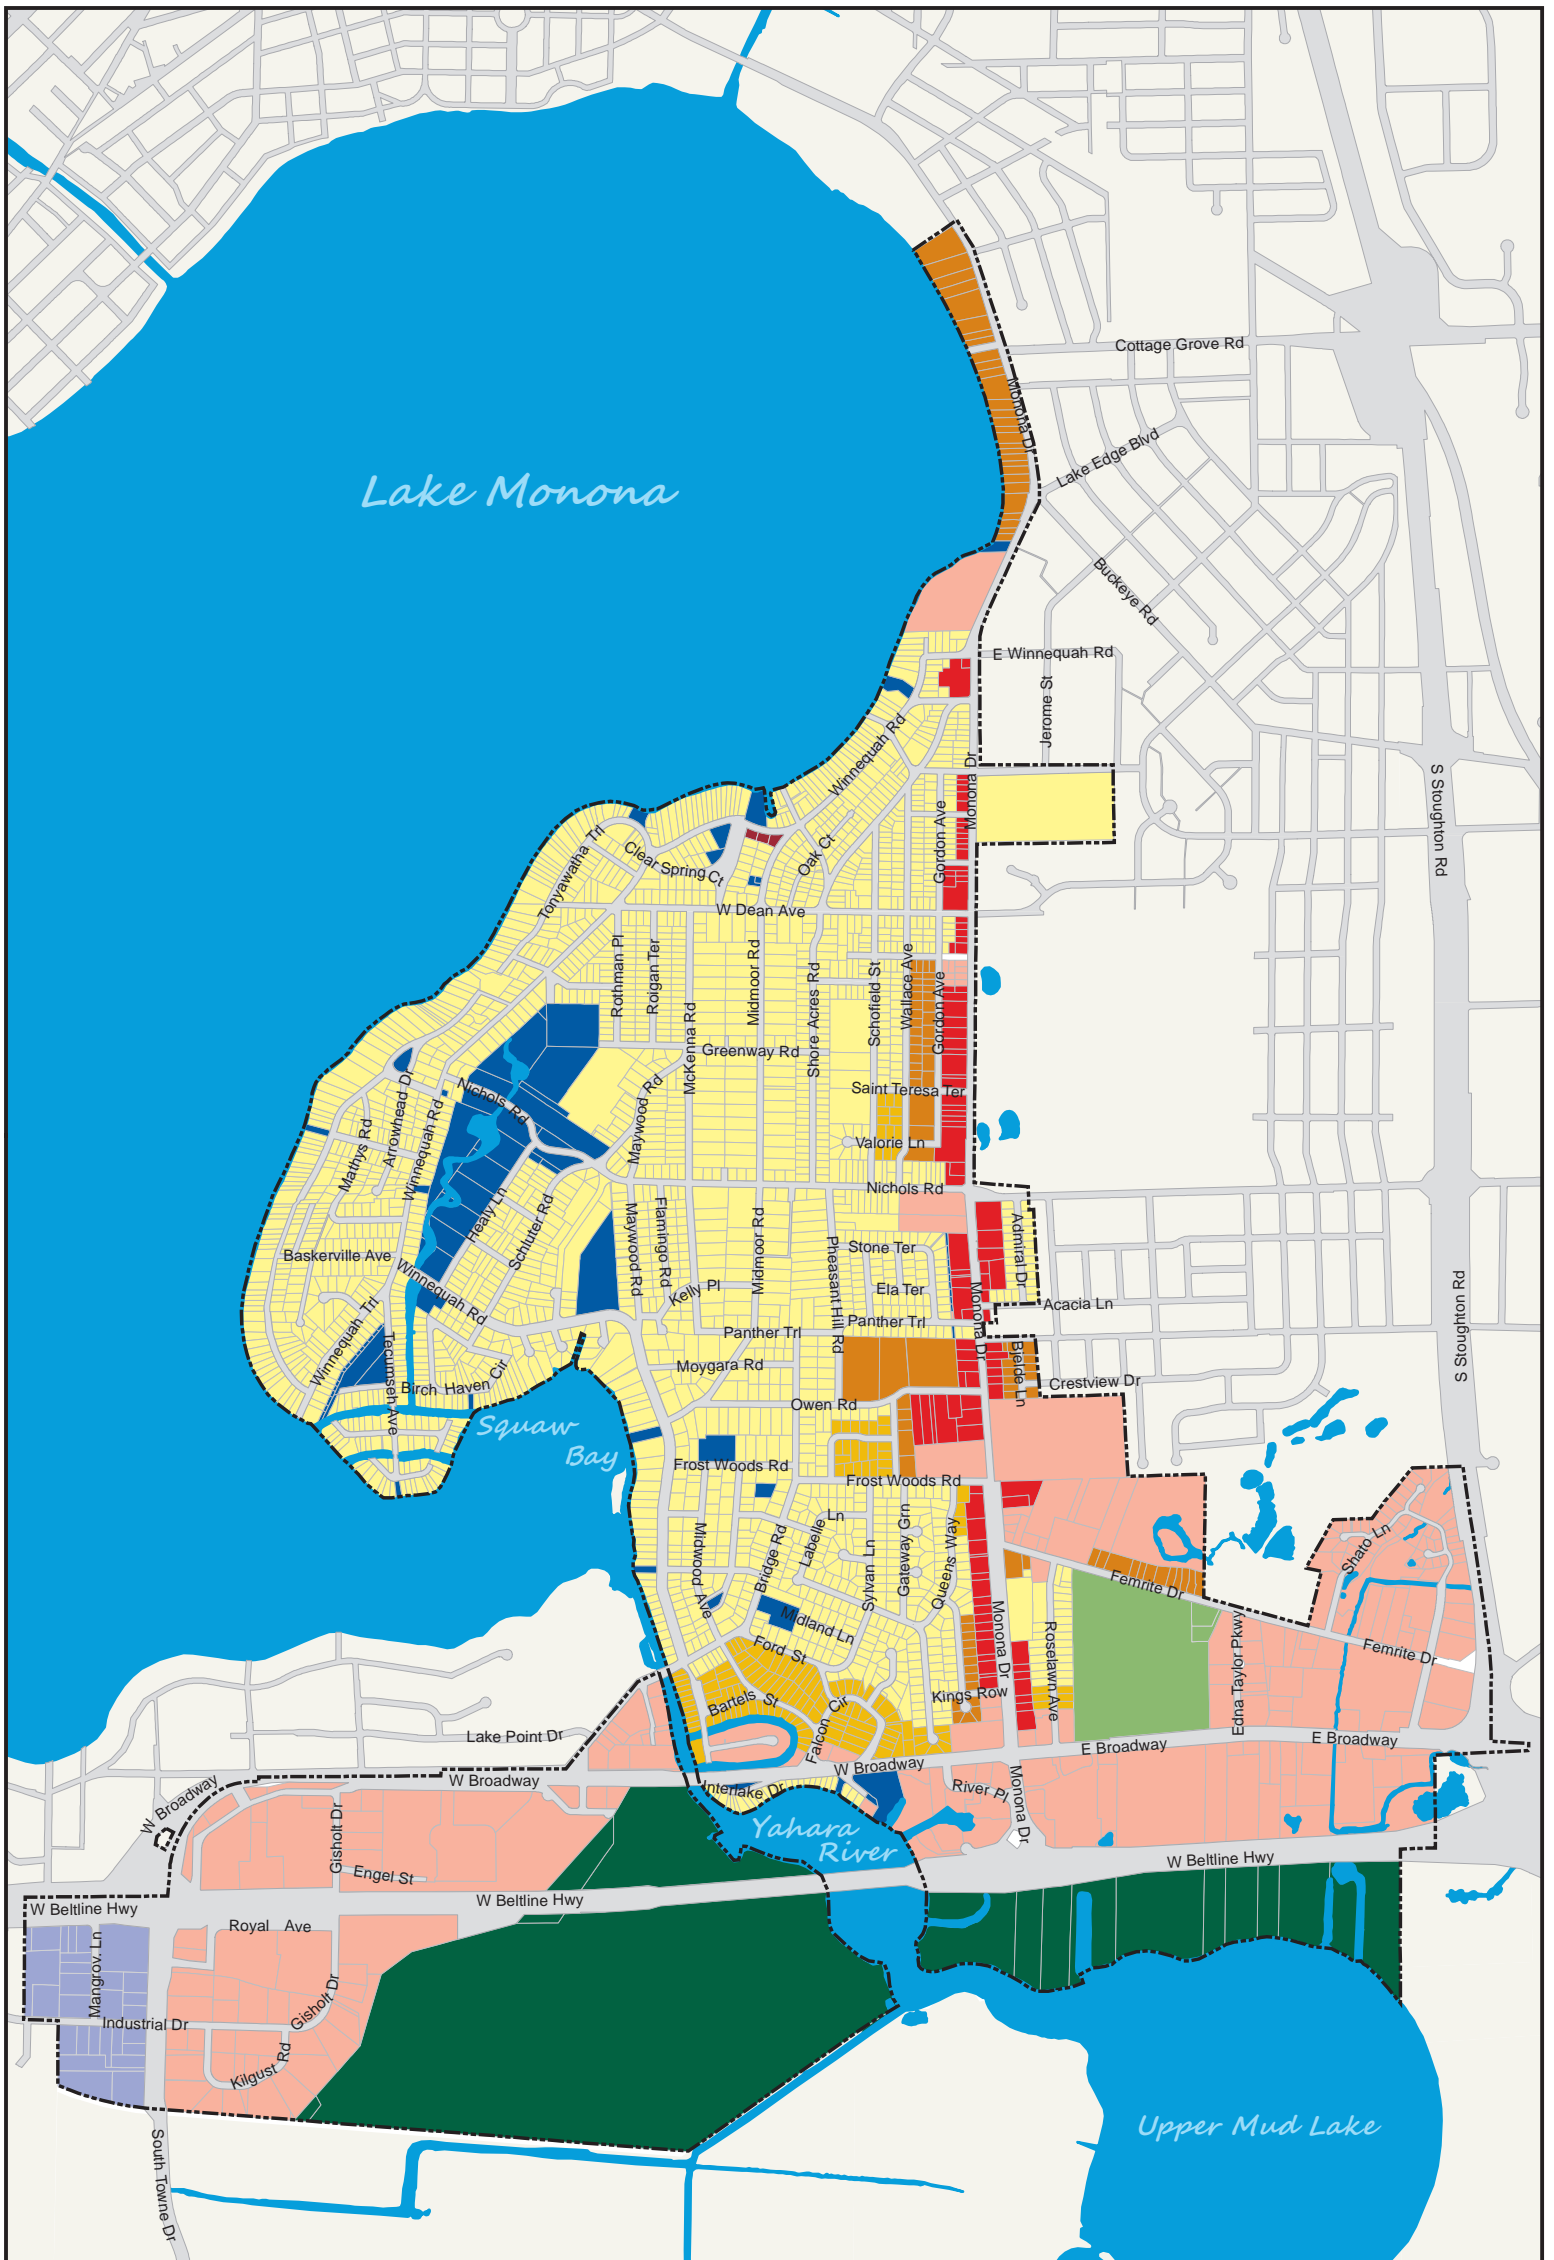 Cottage Grove Rd
Monona Dr
Lake Edge Blvd
Lake Monona
Buckeye Rd
E Winnequah Rd
Jerome St
Winnequah Rd
Monona Dr
S Stoughton Rd
Gordon Ave
Tonyawatha Trl
Clear Spring Ct
Oak Ct
W Dean Ave
Rothman Pl
Roigan Ter
Midmoor Rd
Shore Acres Rd
Schofield St
Wallace Ave
Gordon Ave
McKenna Rd
Greenway Rd
Nichols Rd
Arrowhead Dr
Winnequah Rd
Mathys Rd
Maywood Rd
Saint Teresa Ter
Valorie Ln
Nichols Rd
Healy Ln
Schluter Rd
Maywood Rd
Flamingo Rd
Midmoor Rd
Pheasant Hill Rd
Stone Ter
Admiral Dr
Baskerville Ave
Winnequah Rd
Kelly Pl
Ela Ter
Monona Dr
Acacia Ln
S Stoughton Rd
Winnequah Trl
Tecumseh Ave
Panther Trl
Panther Trl
Moygara Rd
Bjelde Ln
Crestview Dr
Birch Haven Cir
Owen Rd
Squaw
Bay
Frost Woods Rd
Frost Woods Rd
Midwood Ave
Bridge Rd
Labelle Ln
Sylvan Ln
Gateway Grn
Queens Way
Shato Ln
Femrite Dr
Midland Ln
Ford St
Monona Dr
Roselawn Ave
Edna Taylor Pkwy
Femrite Dr
Bartels St
Falcon Cir
Kings Row
Lake Point Dr
E Broadway
E Broadway
W Broadway
W Broadway
W Broadway
Interlake Dr
River Pl
Monona Dr
Yahara
River
Gisholt Dr
Engel St
W Beltline Hwy
W Beltline Hwy
W Beltline Hwy
Royal Ave
Mangrov. Ln
Gisholt Dr
Industrial Dr
Kilgust Rd
Upper Mud Lake
South Towne Dr